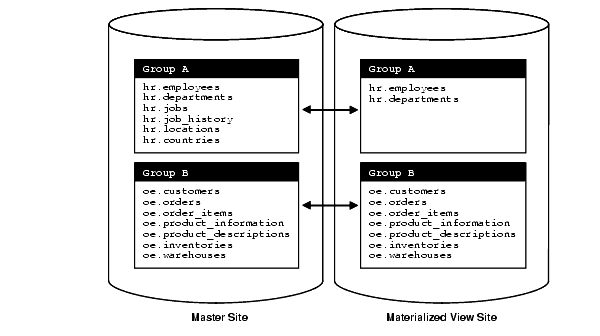 Group A
hr.employees
hr.departments
hr.jobs
hr.job_history
hr.locations
hr.countries
Group B
oe.customers
oe.orders
oe.order_items
oe.product_information
oe.product_descriptions
oe.inventories
oe.warehouses
Master Site
Group A
hr.employees
hr.departments
Group B
oe.customers
oe.orders
oe.order_items
oe.product_information
oe.product_descriptions
oe.inventories
oe.warehouses
Materialized View Site